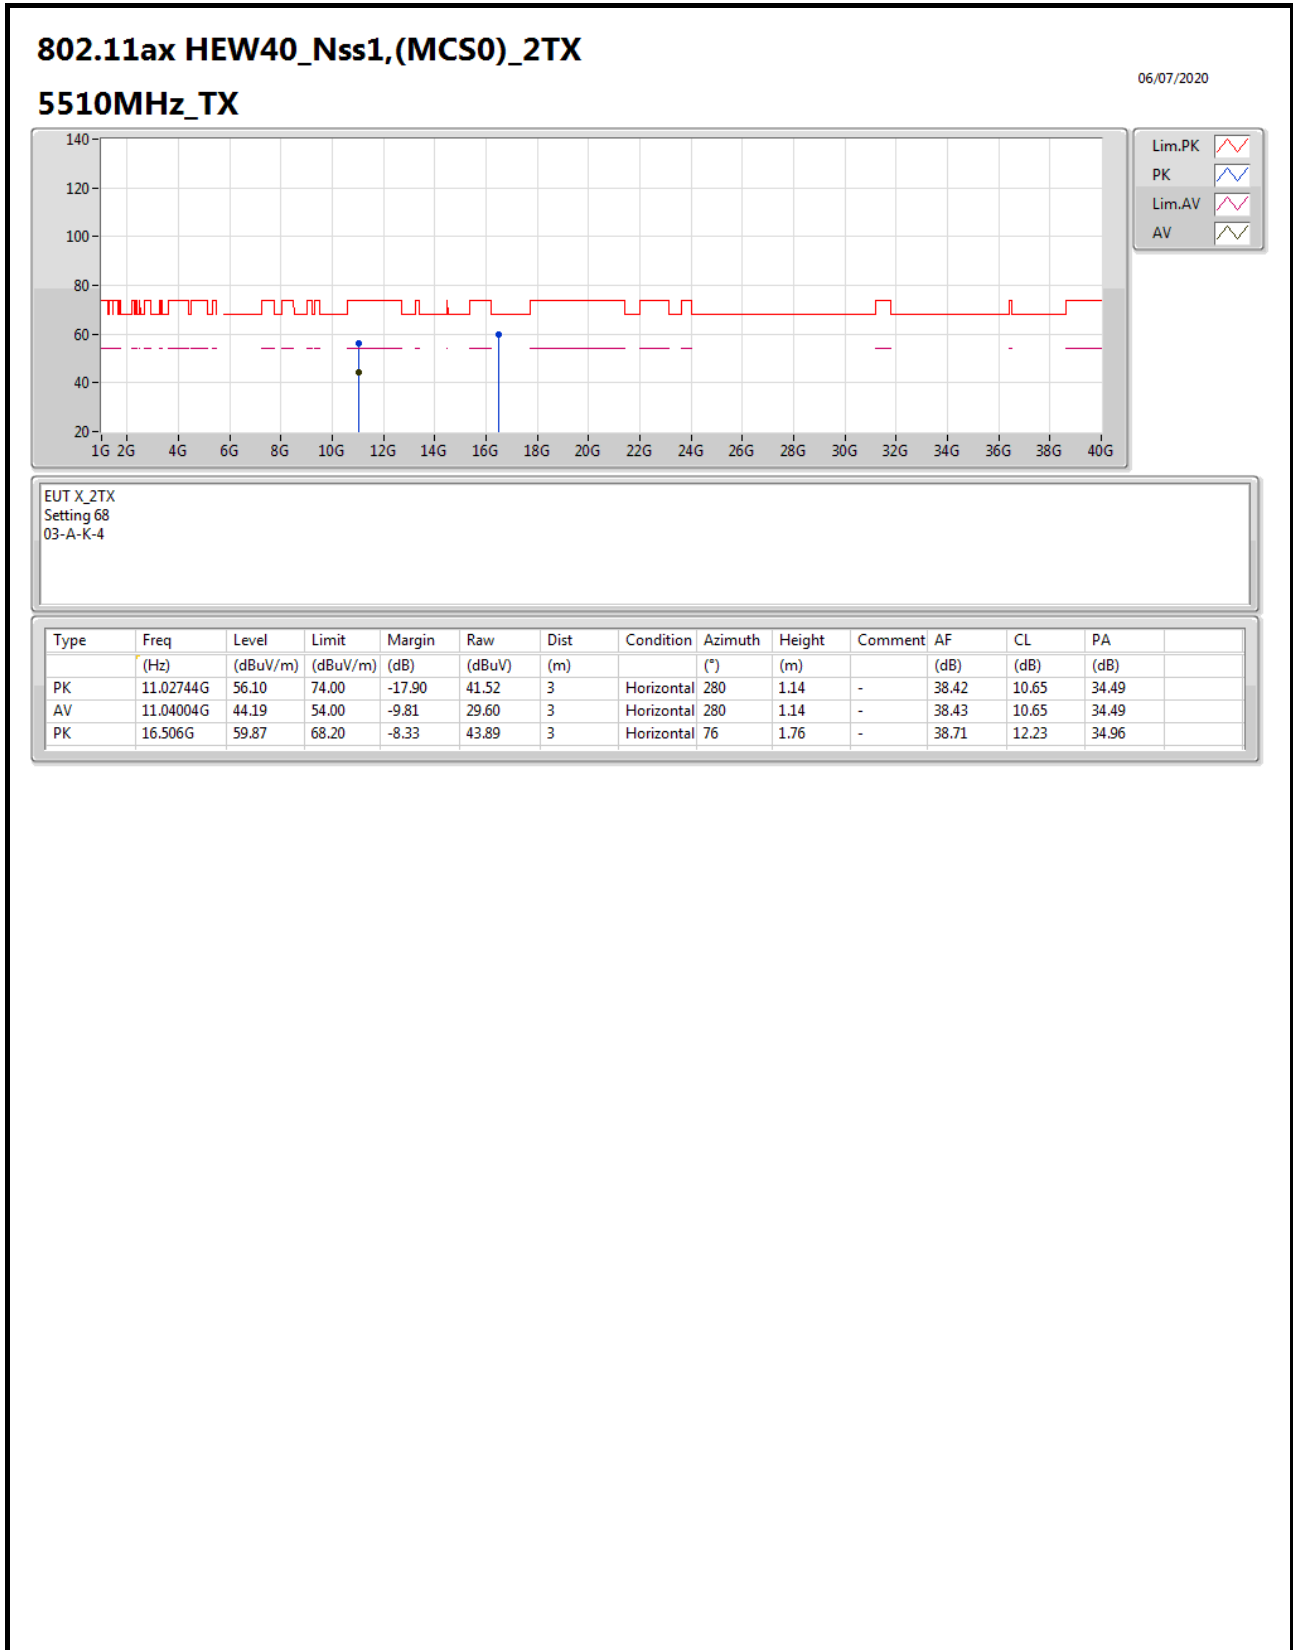 802.11ax HEW40_Nss1,(MCS0)_2TX
06/07/2020
5510MHz_TX
140
120
100
80
60
40
20
1G 2G 4G 6G 8G 10G 12G 14G 16G 18G 20G 22G 24G 26G 28G 30G 32G 34G 36G 38G 40G
Lim.PK
PK
Lim.AV
AV
EUT X_2TX
Setting 68
03-A-K-4
Type Freq Level Limit Margin Raw Dist Condition Azimuth Height Comment AF CL PA
(Hz) (dBuV/m) (dBuV/m) (dB) (dBuV) (m) (°) (m) (dB) (dB) (dB)
PK 11.02744G 56.10 74.00 -17.90 41.52 3 Horizontal 280 1.14 - 38.42 10.65 34.49
AV 11.04004G 44.19 54.00 -9.81 29.60 3 Horizontal 280 1.14 - 38.43 10.65 34.49
PK 16.506G 59.87 68.20 -8.33 43.89 3 Horizontal 76 1.76 - 38.71 12.23 34.96